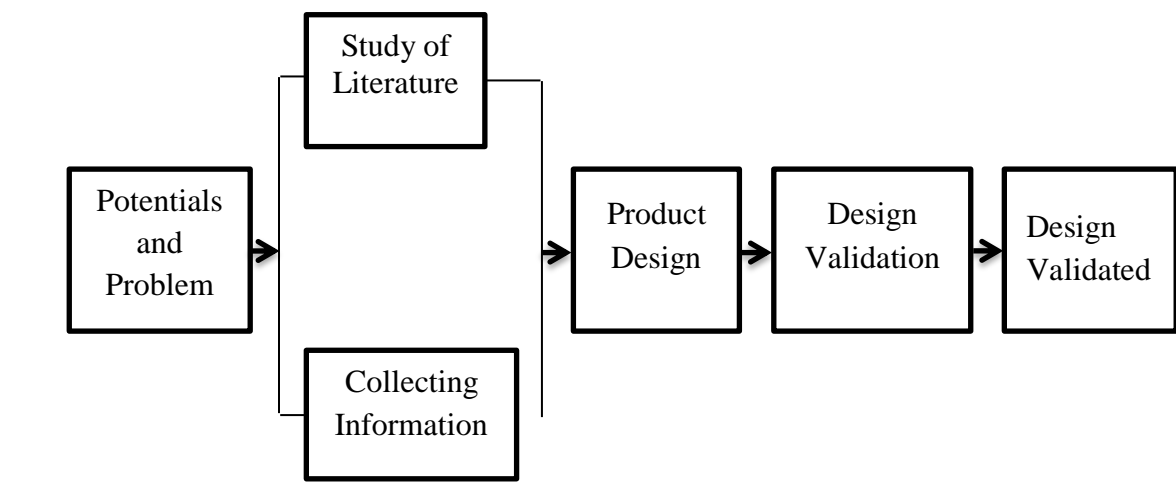 Study of
Literature
Potentials
and
Problem
Collecting
Information
Product
Design
Design
Validation
Design
Validated